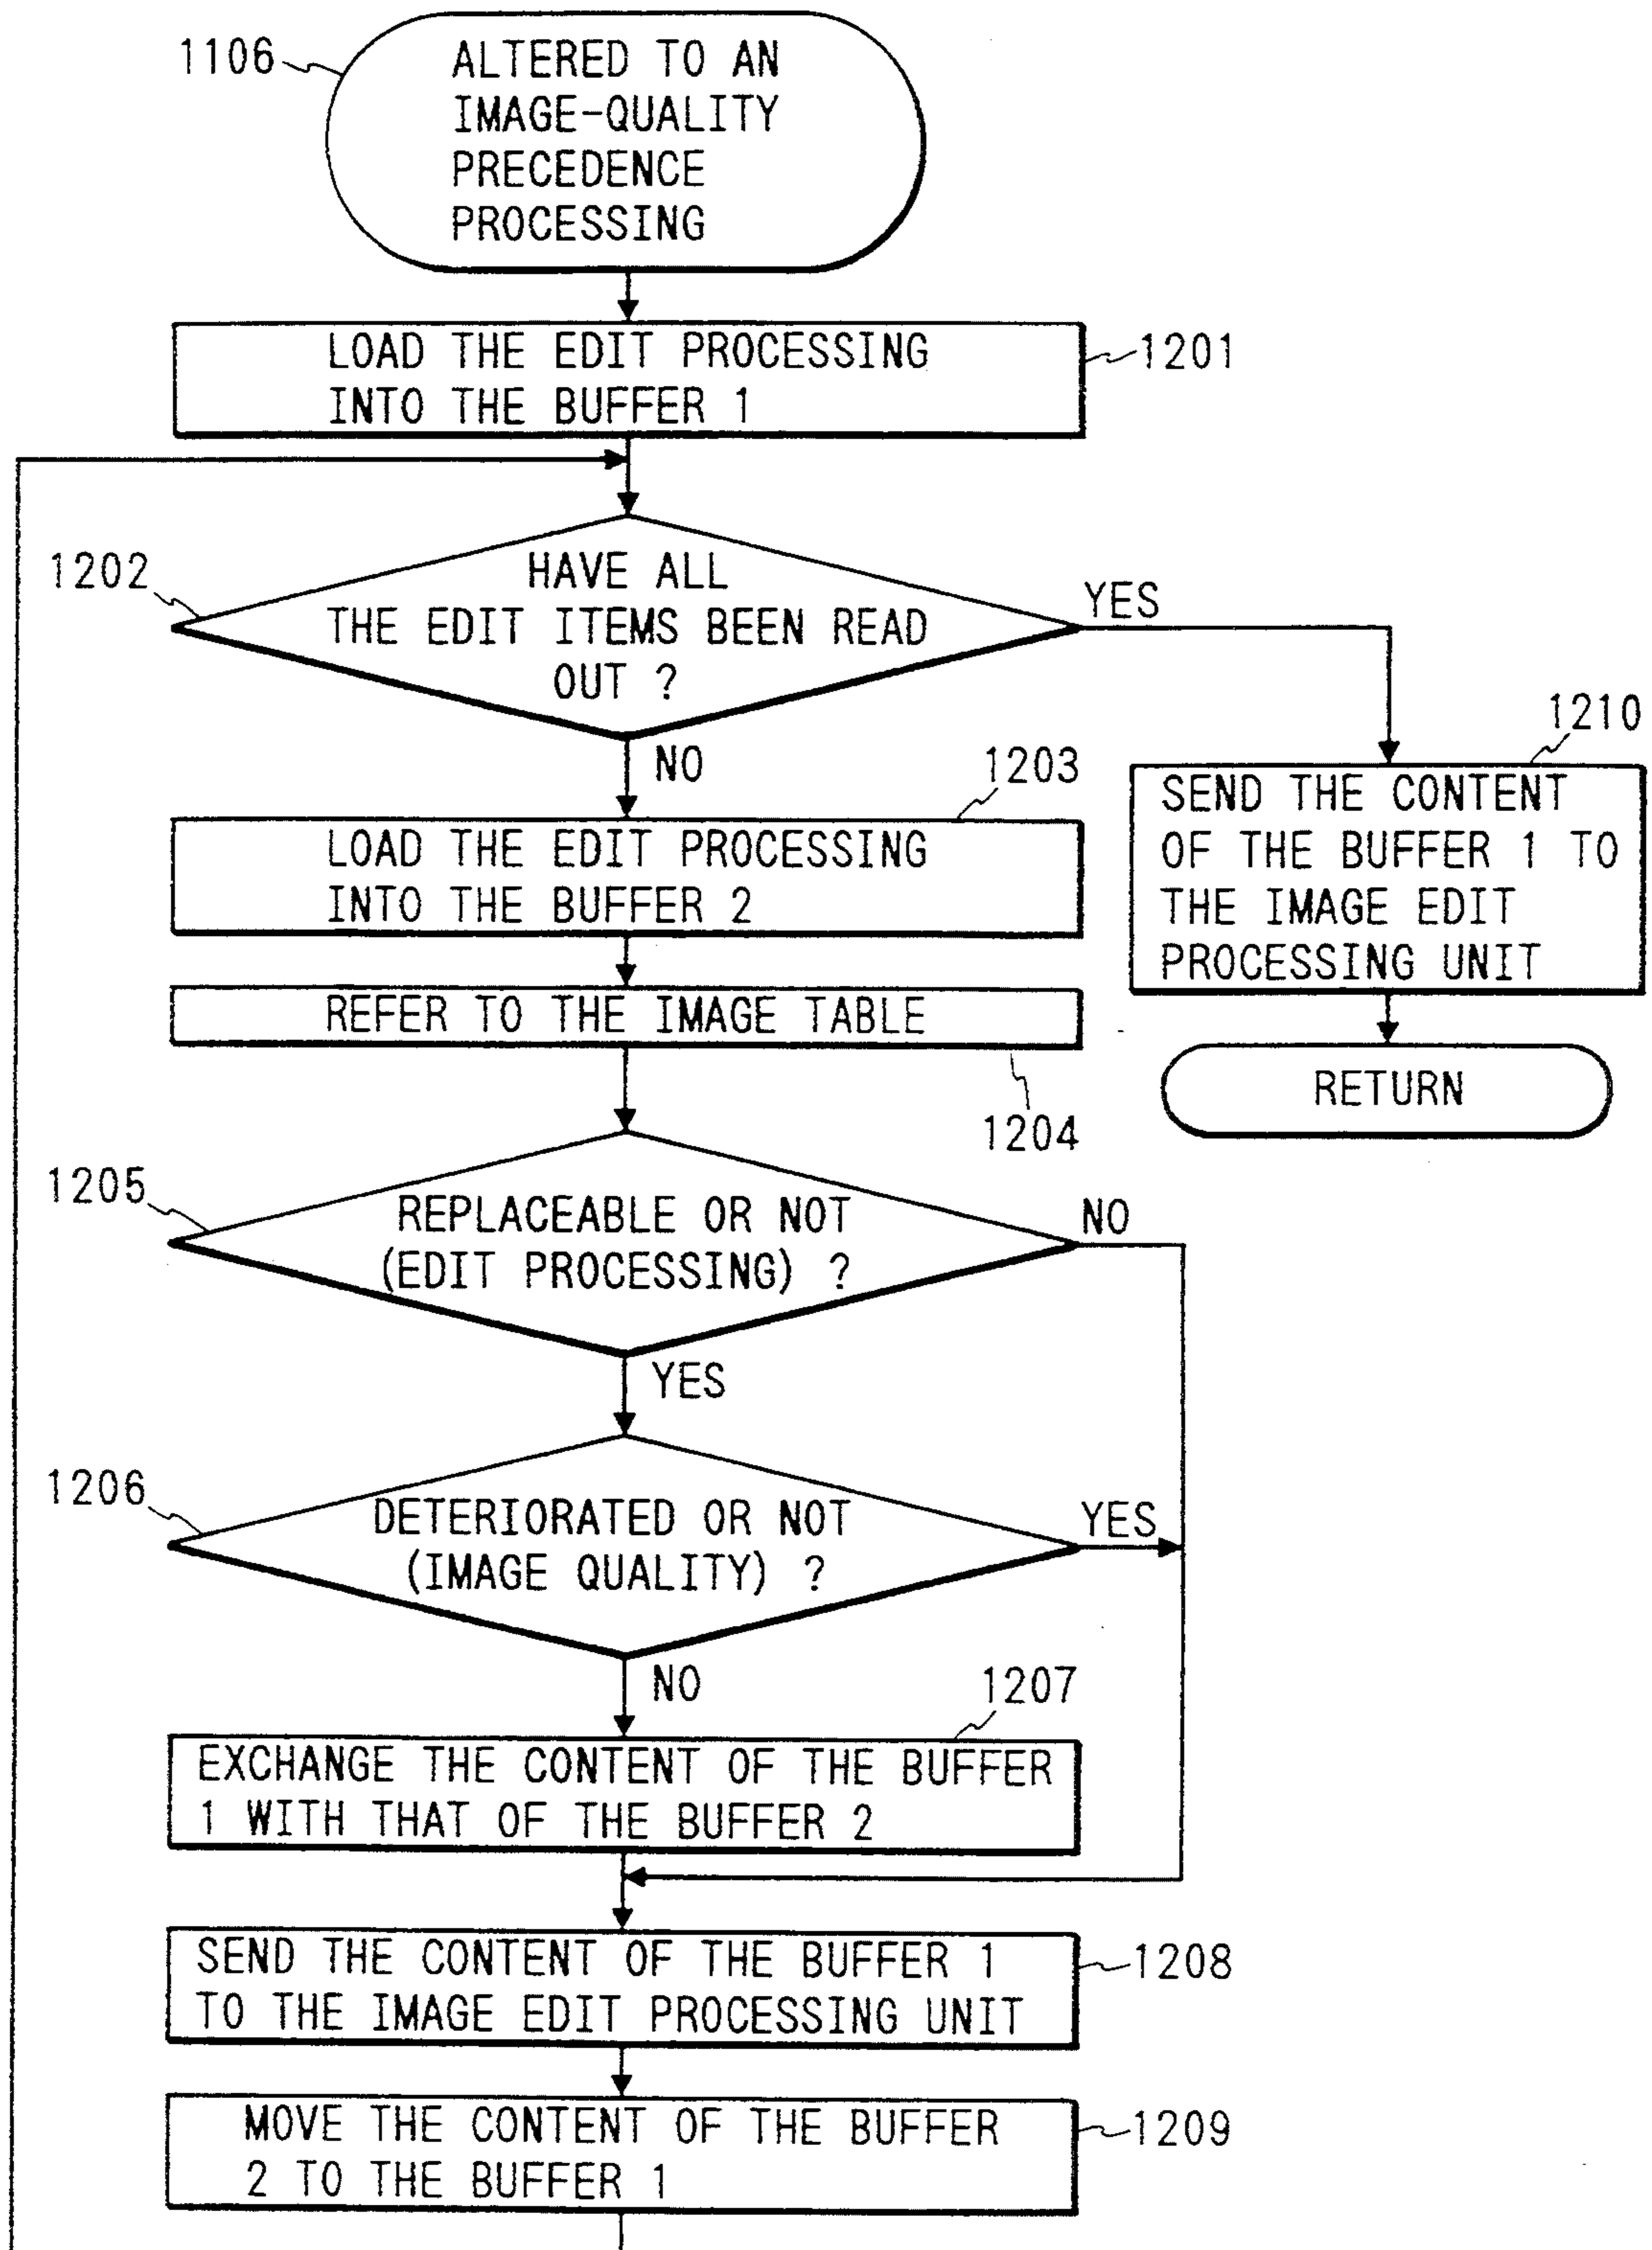 1106
ALTERED TO AN
IMAGE-QUALITY
PRECEDENCE
PROCESSING
LOAD THE EDIT PROCESSING
INTO THE BUFFER 1
1201
1202
HAVE ALL
THE EDIT ITEMS BEEN READ
OUT ?
YES
NO
1210
SEND THE CONTENT
OF THE BUFFER 1 TO
THE IMAGE EDIT
PROCESSING UNIT
RETURN
1203
LOAD THE EDIT PROCESSING
INTO THE BUFFER 2
REFER TO THE IMAGE TABLE
1204
1205
REPLACEABLE OR NOT
(EDIT PROCESSING) ?
NO
YES
1206
DETERIORATED OR NOT
(IMAGE QUALITY) ?
YES
NO
1207
EXCHANGE THE CONTENT OF THE BUFFER
1 WITH THAT OF THE BUFFER 2
SEND THE CONTENT OF THE BUFFER 1
TO THE IMAGE EDIT PROCESSING UNIT
1208
MOVE THE CONTENT OF THE BUFFER
2 TO THE BUFFER 1
1209